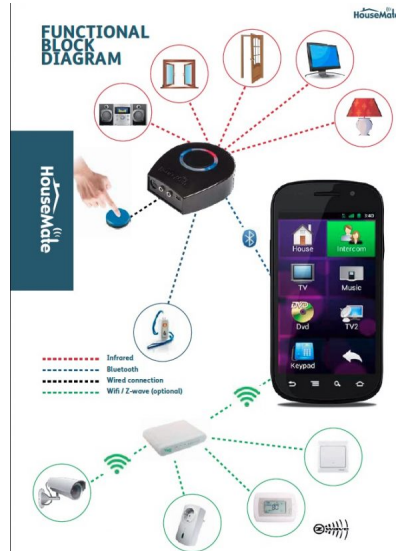 HouseMate
FUNCTIONAL
BLOCK
DIAGRAM
HouseMate
House
Intercom
TV
Music
Dvd
TV2
Keypad
Infrared
Bluetooth
Wired connection
Wifi / Z-wave (optional)